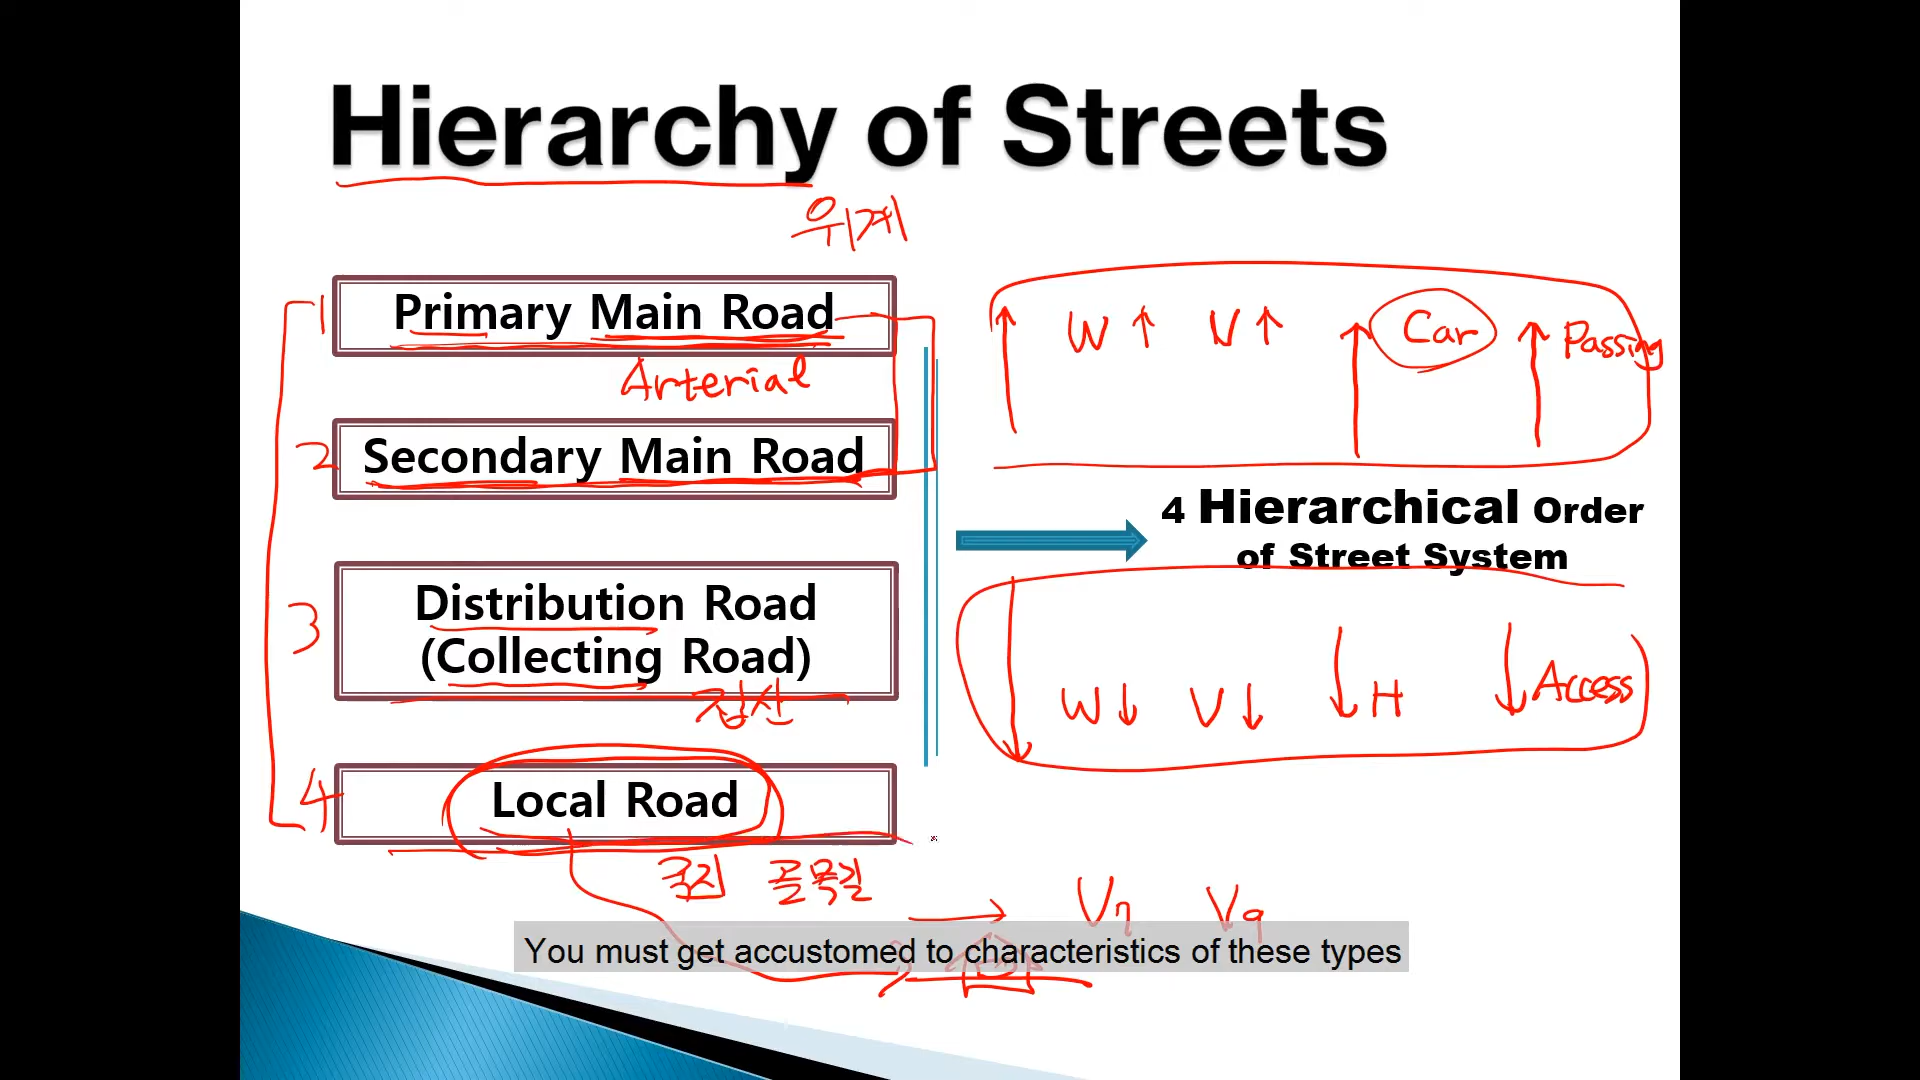 Hierarchy of Streets
위계
1 Primary Main Road
Arterial
2 Secondary Main Road
3 Distribution Road
(Collecting Road)
집산
4 Local Road
국지 골목길
W↑ V↑ ↑ Car ↑ Passing
4 Hierarchical Order
of Street System
W↓ V↓ ↓ H ↓ Access
You must get accustomed to characteristics of these types